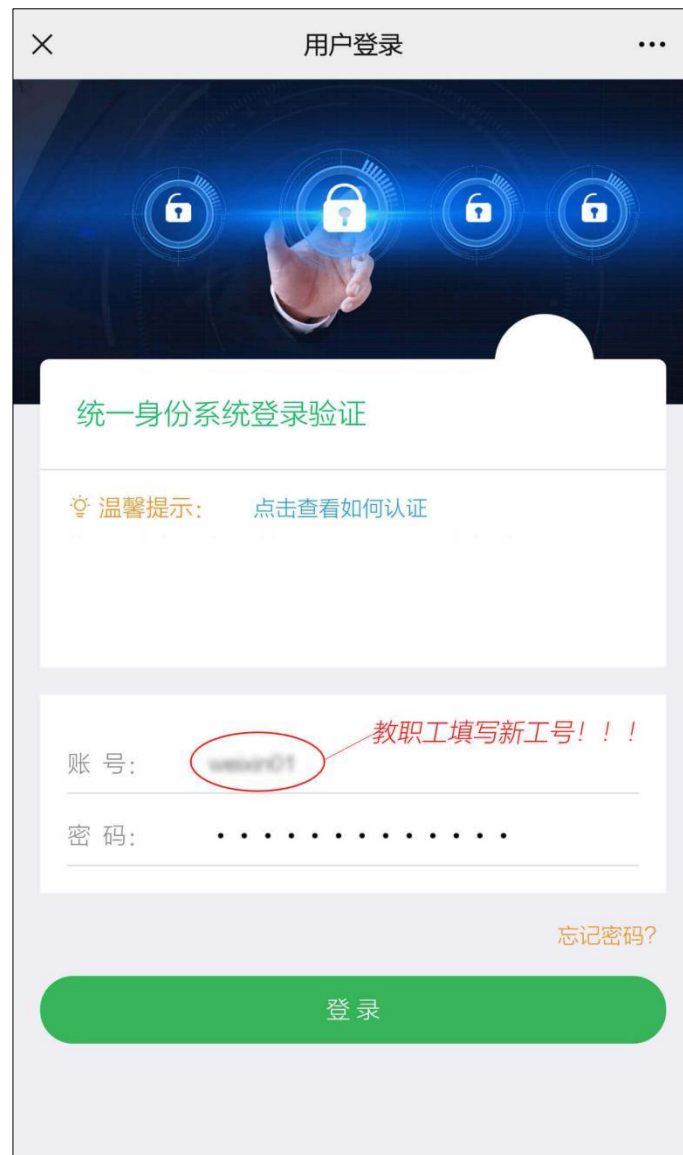 用户登录
统一身份系统登录验证
温馨提示： 点击查看如何认证
教职工填写新工号！！！
账 号： weixin01
密 码： •••••••••••••
忘记密码?
登 录